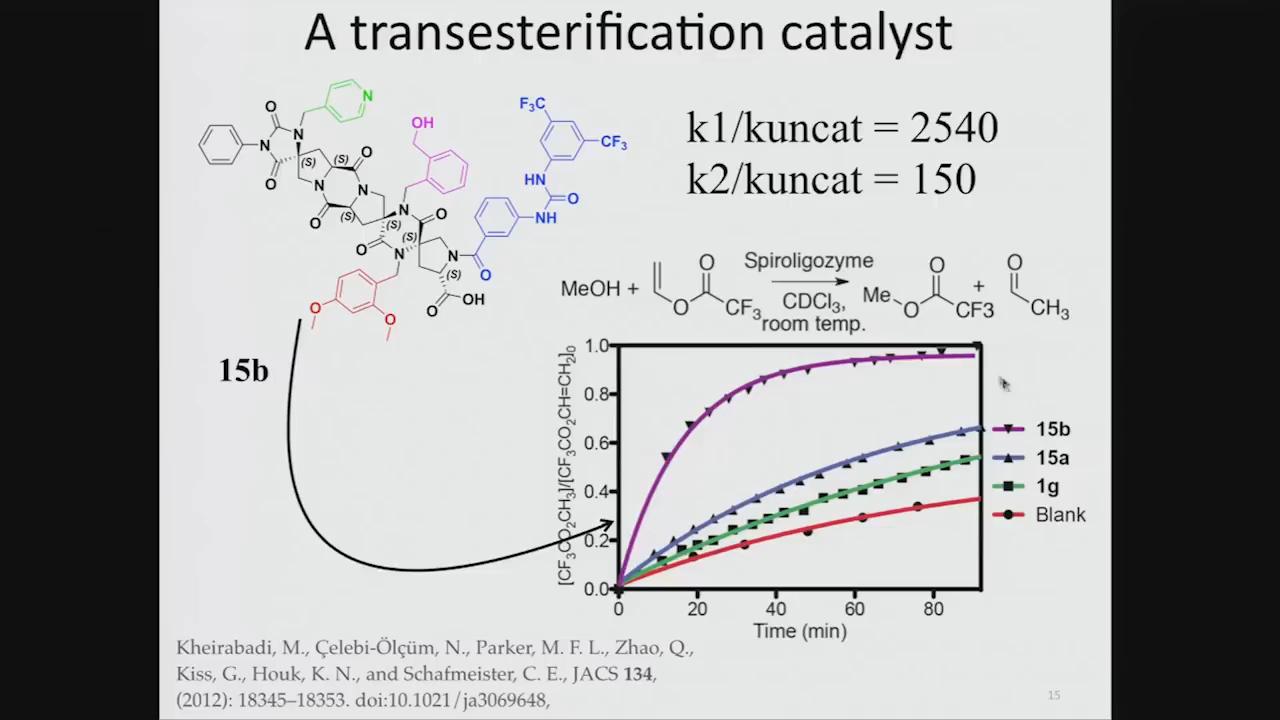 A transesterification catalyst
k1/kuncat = 2540
k2/kuncat = 150
O
N
N
N
O
(S)
(S)
O
N
N
O
(S)
OH
N
O
(S)
(S)
O
N
N
O
(S)
O
OH
O
O
F3C
CF3
HN
O
NH
15b
MeOH +
O
O
CF3
Spiroligozyme
CDCl3,
room temp.
Me
O
O
CF3
+
O
CH3
[CF3CO2CH3]/[CF3CO2CH=CH2]0
1.0
0.8
0.6
0.4
0.2
0.0
0
20
40
60
80
Time (min)
15b
15a
1g
Blank
Kheirabadi, M., Çelebi-Ölçüm, N., Parker, M. F. L., Zhao, Q.,
Kiss, G., Houk, K. N., and Schafmeister, C. E., JACS 134,
(2012): 18345–18353. doi:10.1021/ja3069648,
15